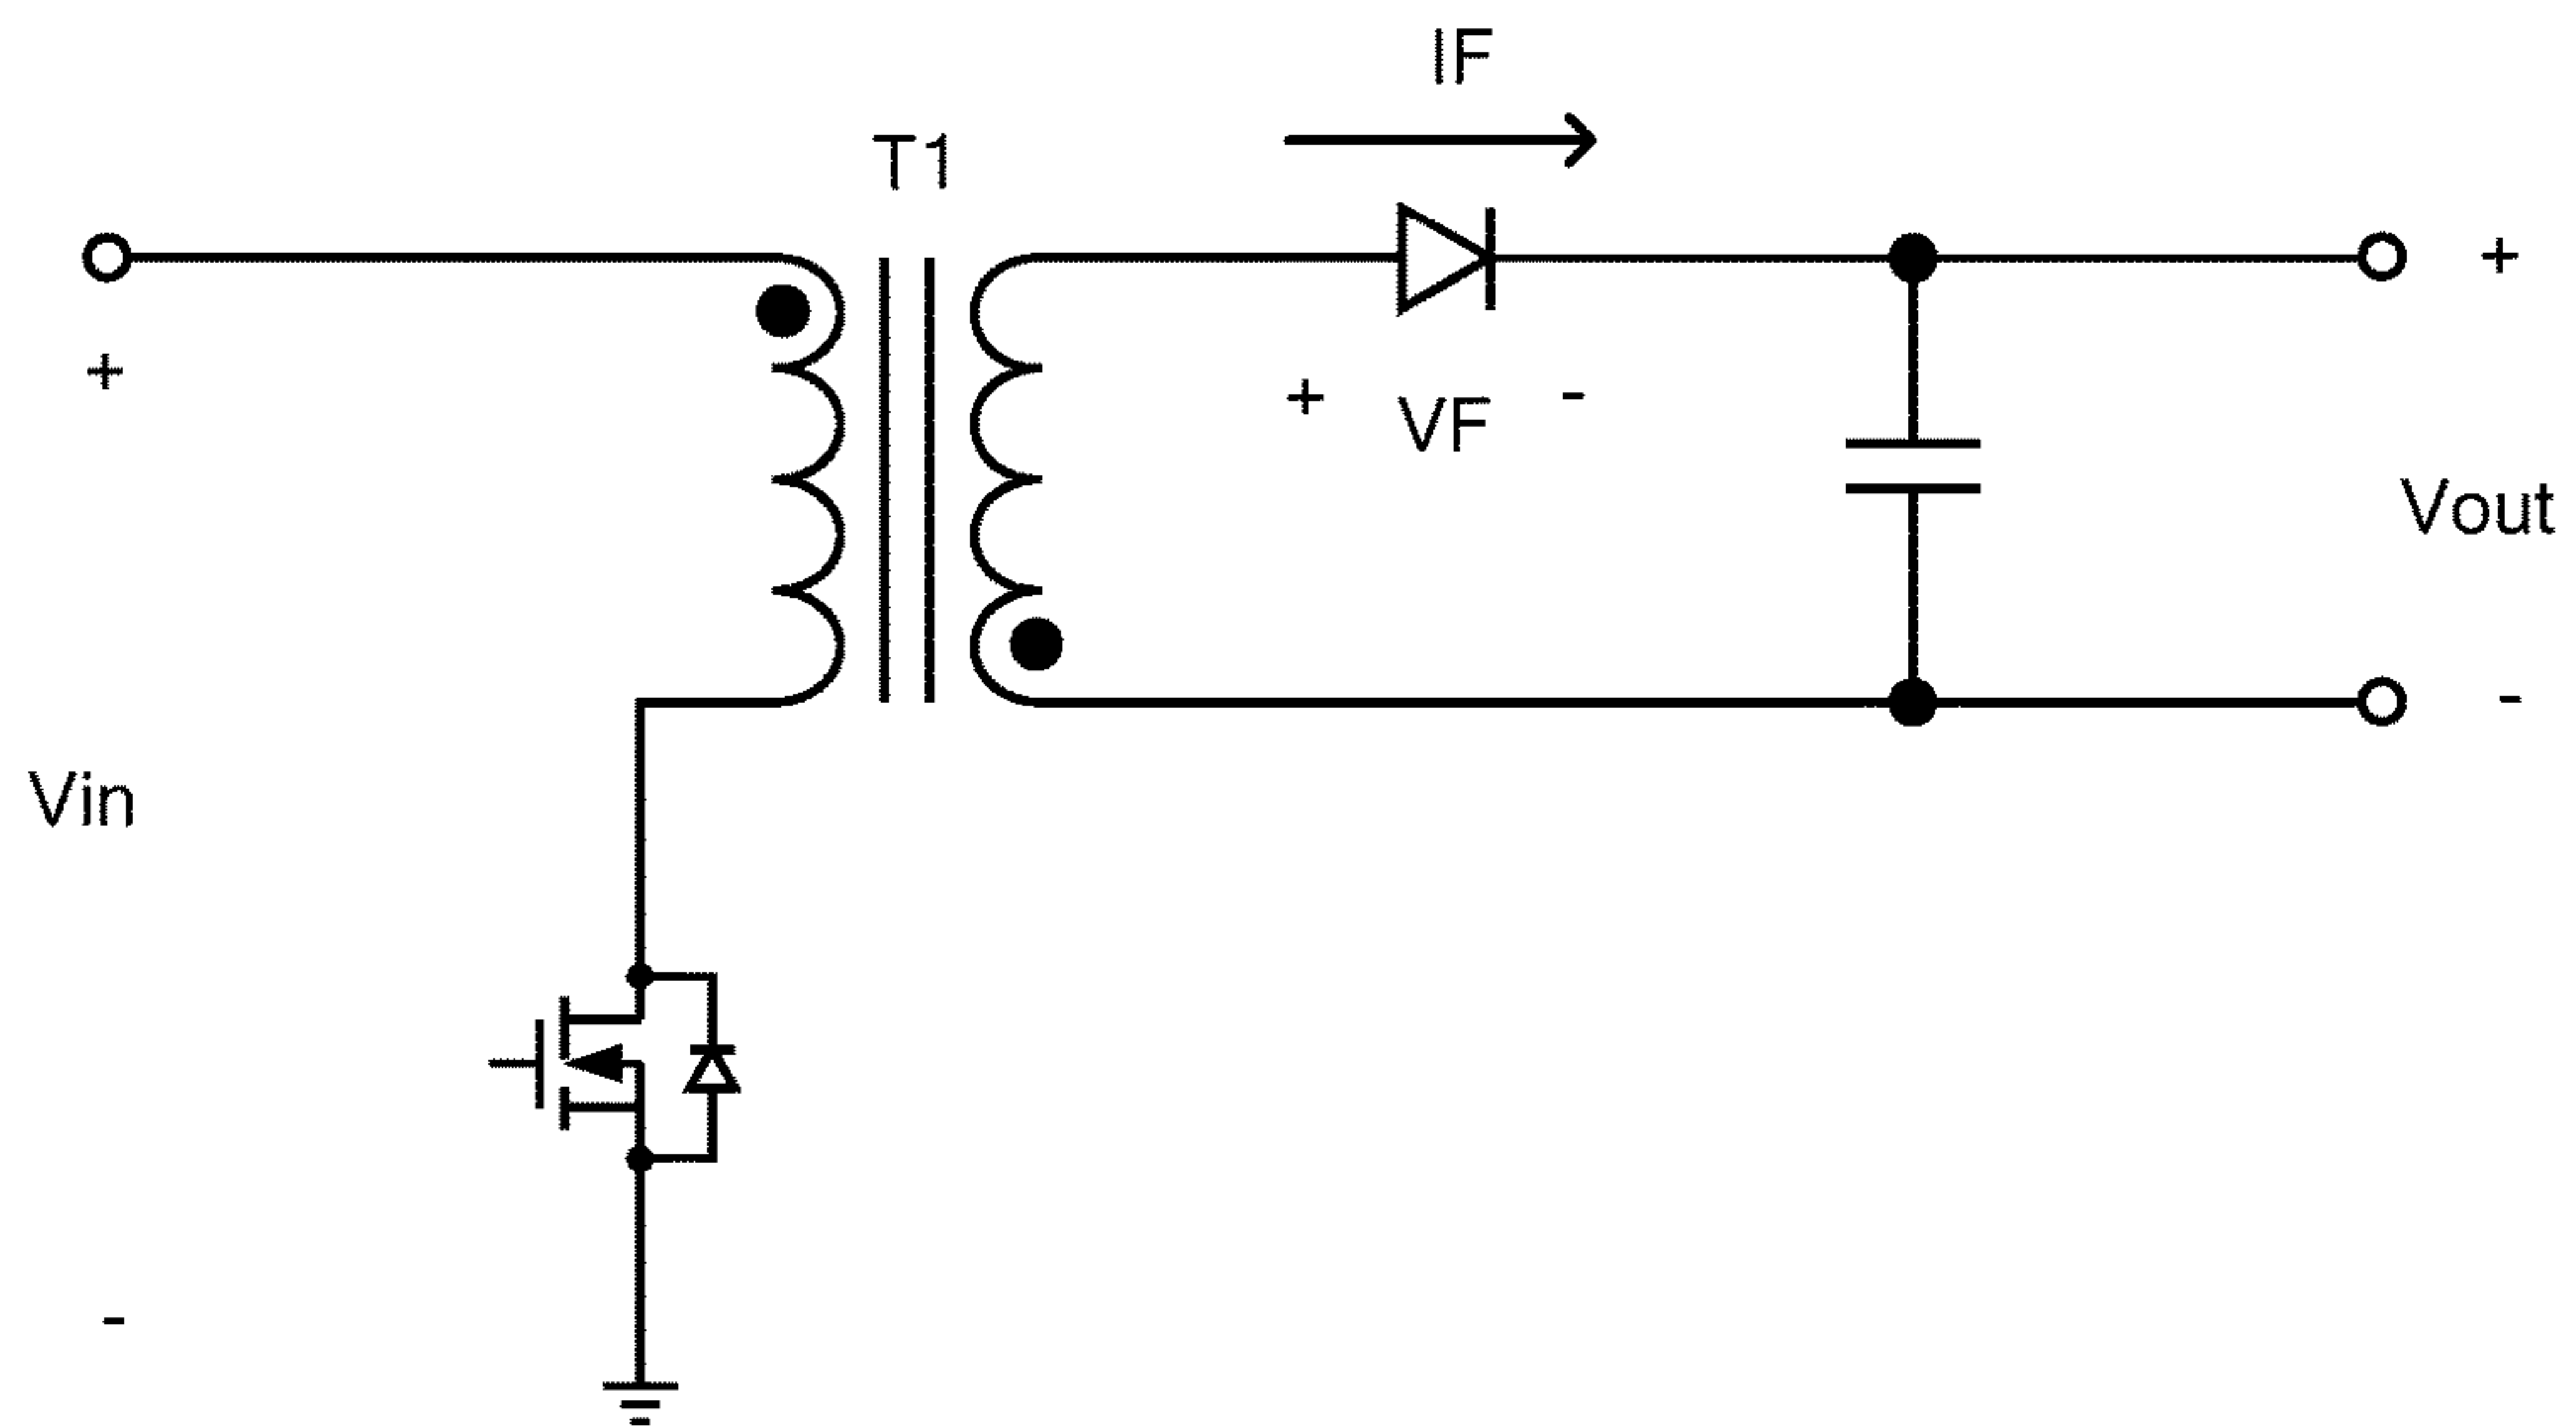 IF
T1
+
+
+ VF -
Vout
-
Vin
-